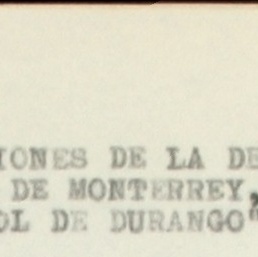 IONES DE LA DE
DE MONTERREY,
OL DE DURANGO"